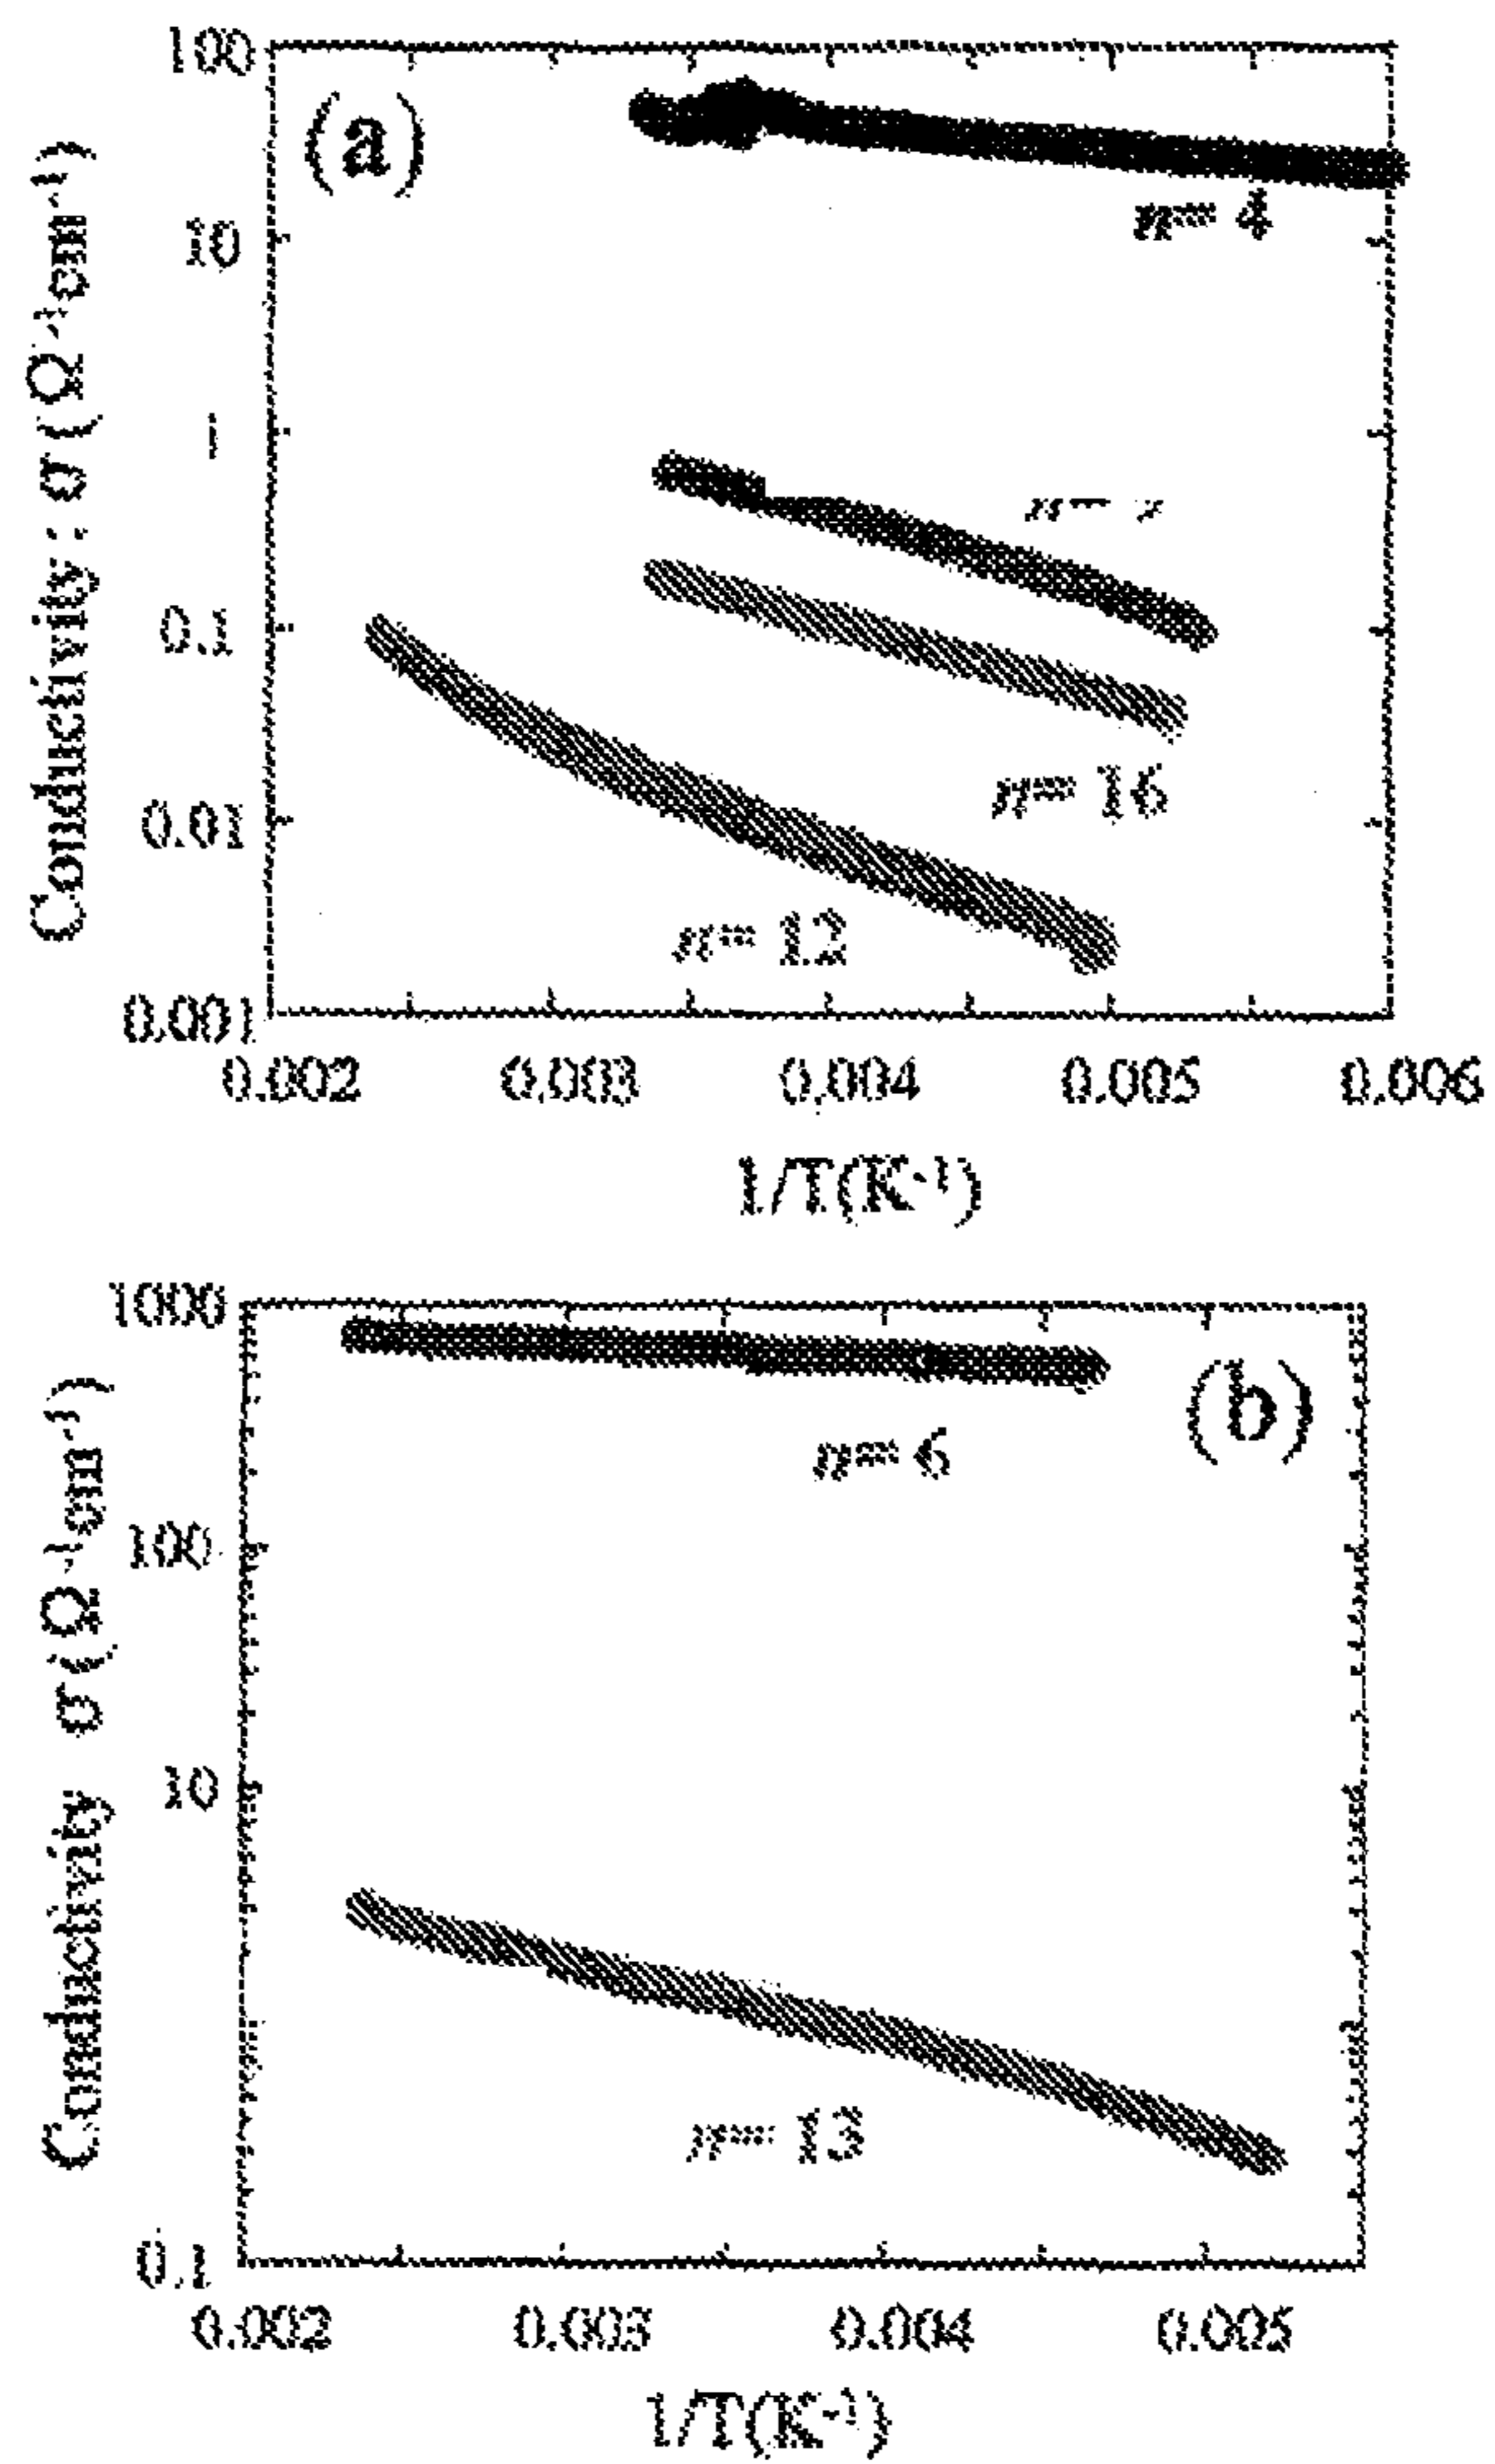 100
(a)
n= 4
10
1
n=
0.1
n= 16
0.01
n= 12
0.001
0.002 0.003 0.004 0.005 0.006
1/T(K⁻¹)
Conductivity: σ (Ω⁻¹cm⁻¹)
1000
(b)
n= 6
100
10
n= 13
0.1
0.002 0.003 0.004 0.005
1/T(K⁻¹)
Conductivity σ (Ω⁻¹cm⁻¹)